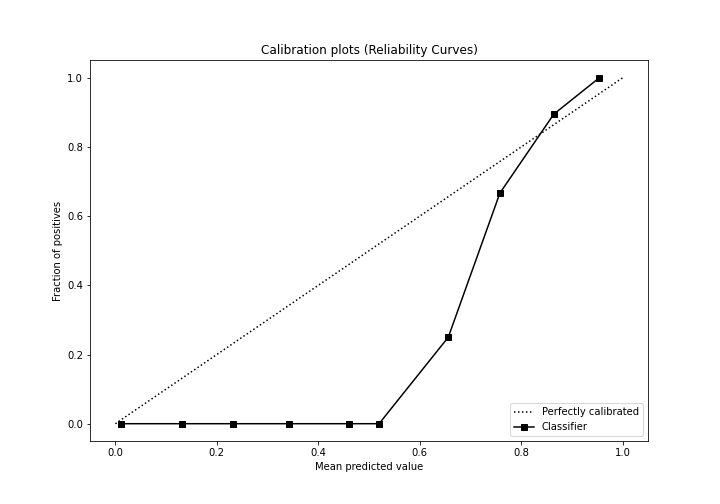 Calibration plots (Reliability Curves)
1.0
0.8
0.6
0.4
0.2
0.0
Fraction of positives
0.0 0.2 0.4 0.6 0.8 1.0
Mean predicted value
Perfectly calibrated
Classifier